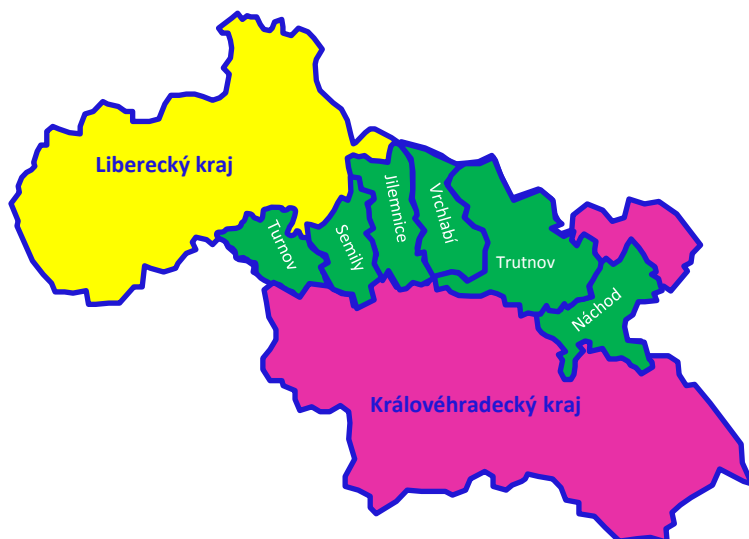 Liberecký kraj
Turnov
Semily
Jilemnice
Vrchlabí
Trutnov
Náchod
Královéhradecký kraj